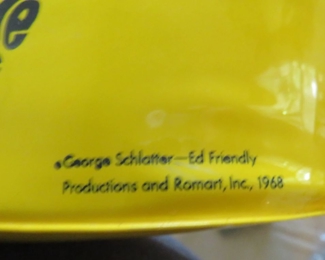 ©George Schlatter—Ed Friendly
Productions and Romart, Inc., 1968